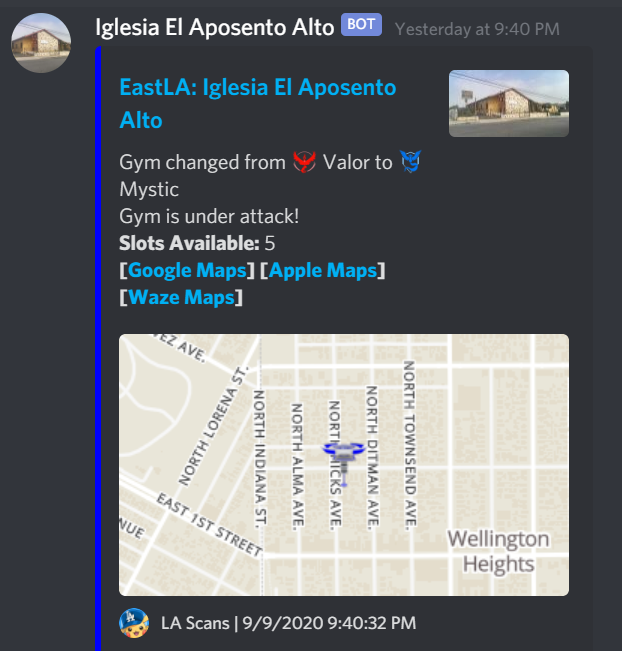 Iglesia El Aposento Alto BOT Yesterday at 9:40 PM
EastLA: Iglesia El Aposento
Alto
Gym changed from Valor to
Mystic
Gym is under attack!
Slots Available: 5
[Google Maps] [Apple Maps]
[Waze Maps]
EZ AVE.
NORTH LORENA ST.
NORTH INDIANA ST.
NORTH ALMA AVE.
NORTH HICKS AVE.
NORTH DITMAN AVE.
NORTH TOWNSEND AVE.
EAST 1ST STREET
NUE
Wellington
Heights
LA Scans | 9/9/2020 9:40:32 PM